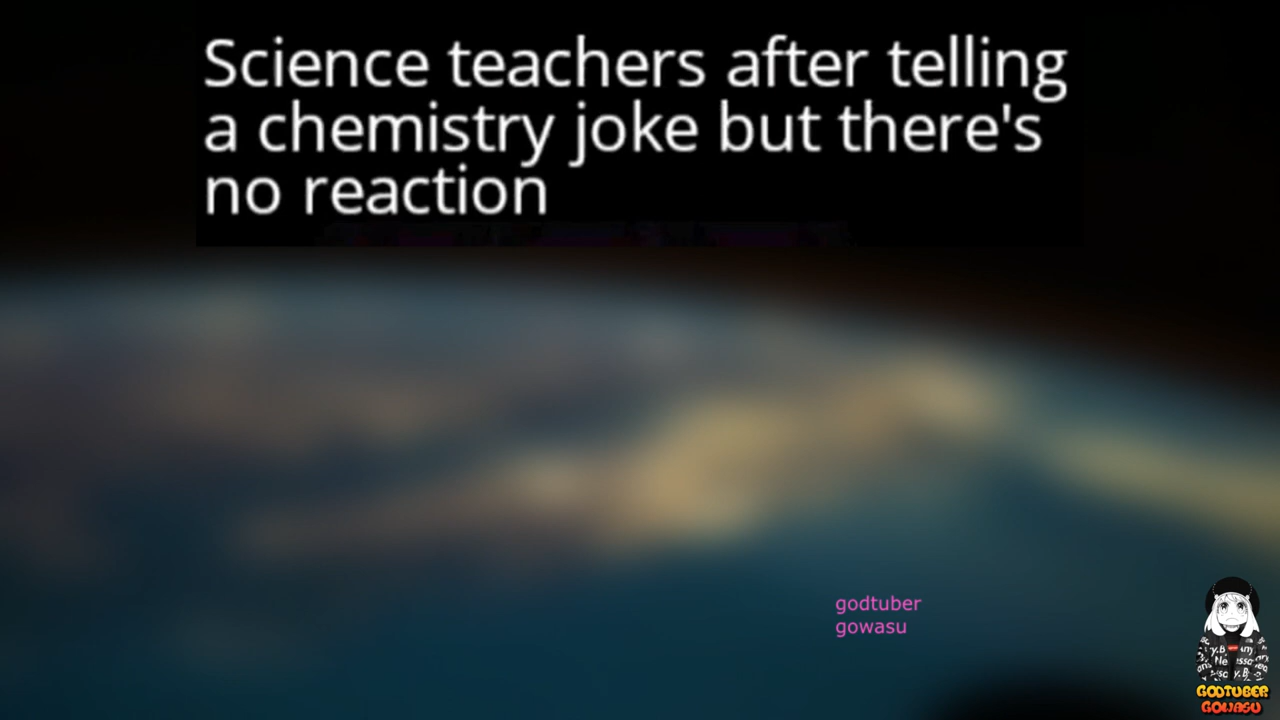 Science teachers after telling
a chemistry joke but there's
no reaction
godtuber
gowasu
GODTUBER
GOWASU